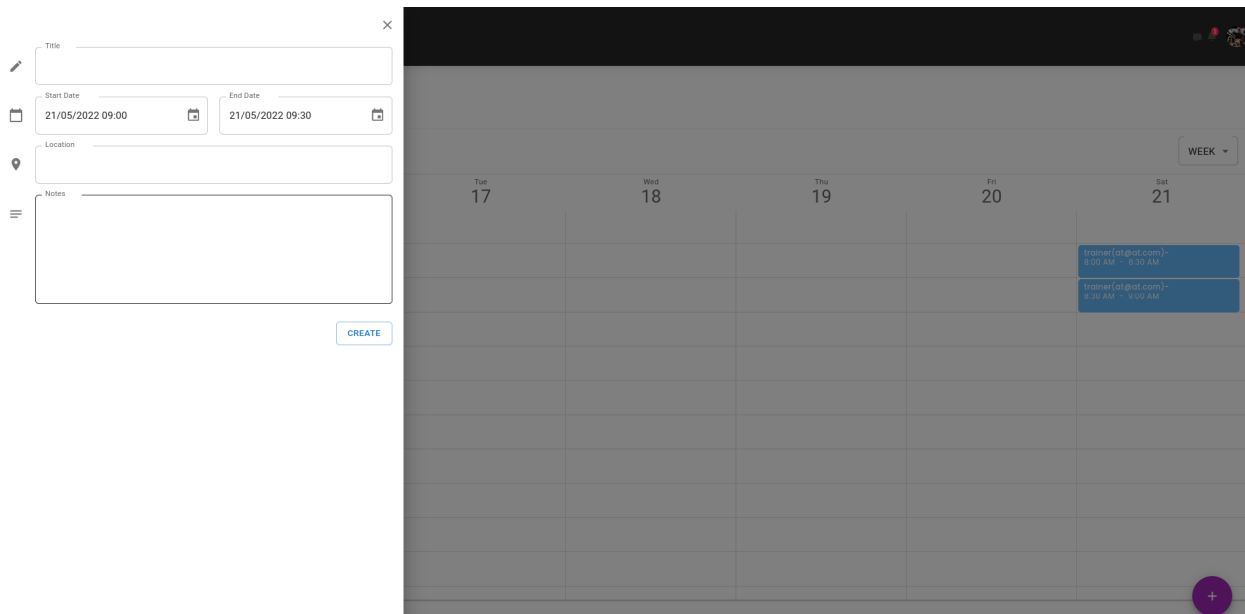 Title
Start Date
End Date
21/05/2022 09:00
21/05/2022 09:30
Location
Notes
CREATE
WEEK
Tue
Wed
Thu
Fri
Sat
17
18
19
20
21
trainer(at@at.com)-
8:00 AM - 8:30 AM
trainer(at@at.com)-
8:30 AM - 9:00 AM
+